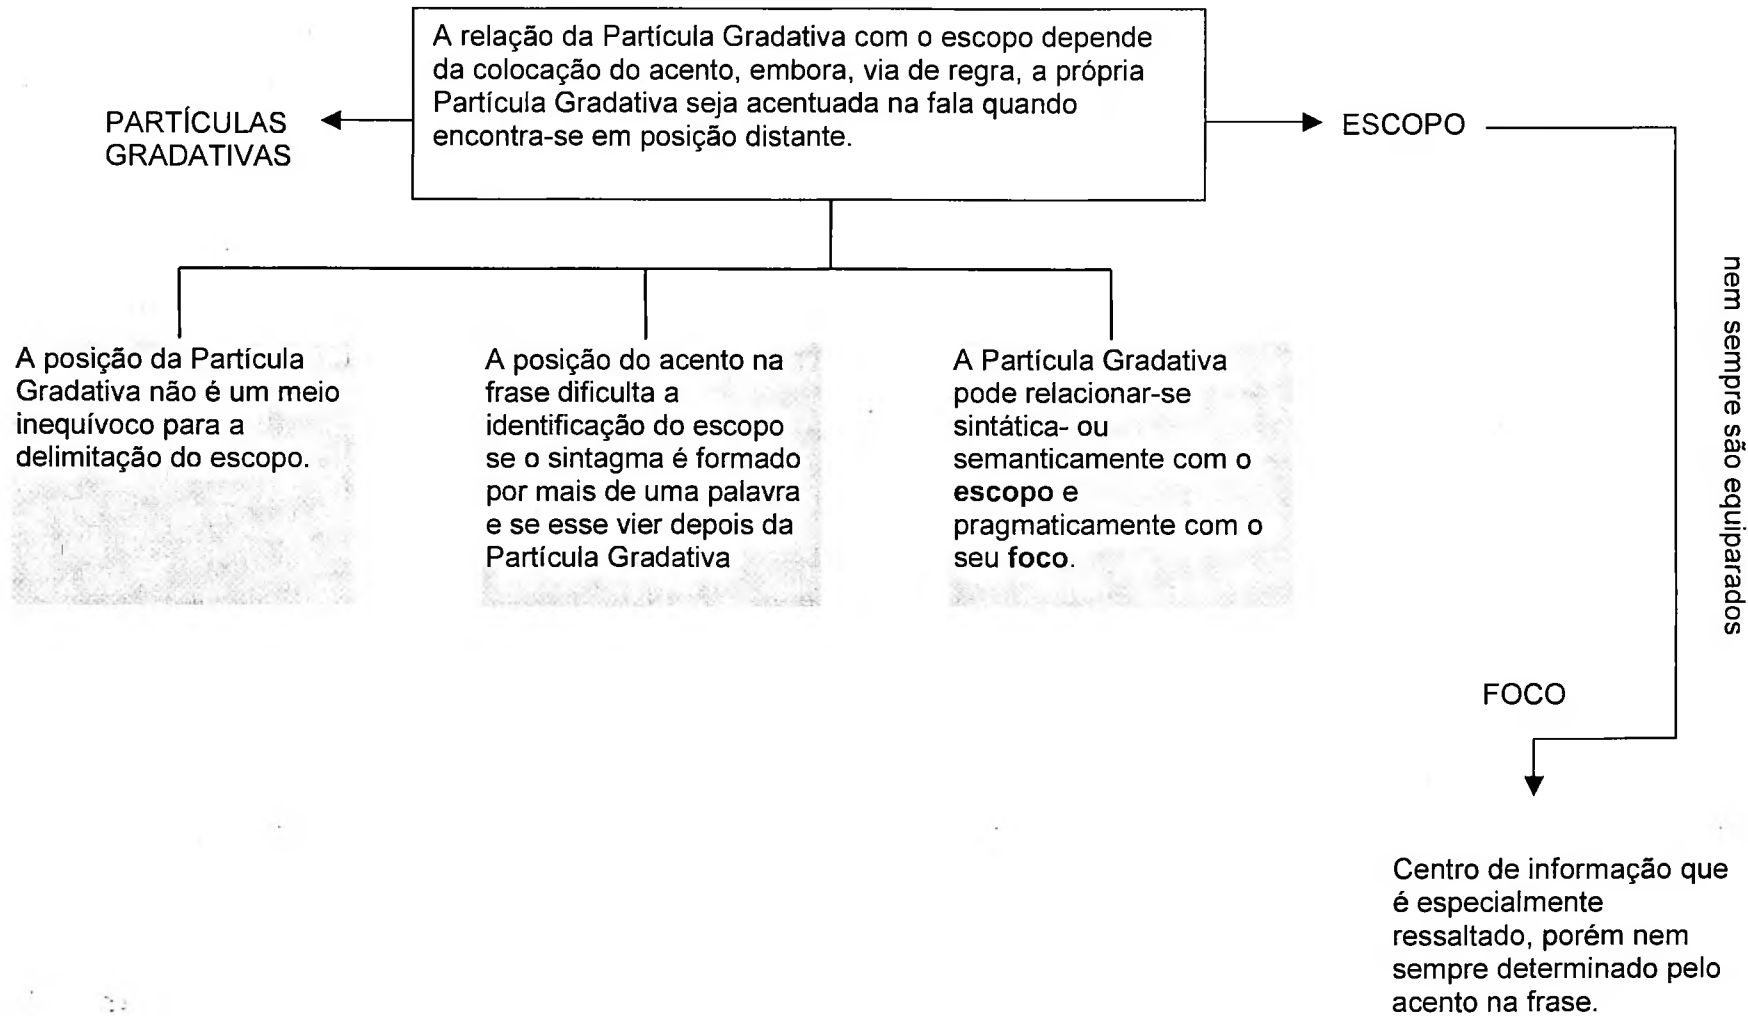 A relação da Partícula Gradativa com o escopo depende
da colocação do acento, embora, via de regra, a própria
Partícula Gradativa seja acentuada na fala quando
encontra-se em posição distante.
PARTÍCULAS
GRADATIVAS
ESCOPO
nem sempre são equiparados
A posição da Partícula
Gradativa não é um meio
inequívoco para a
delimitação do escopo.
A posição do acento na
frase dificulta a
identificação do escopo
se o sintagma é formado
por mais de uma palavra
e se esse vier depois da
Partícula Gradativa
A Partícula Gradativa
pode relacionar-se
sintática- ou
semanticamente com o
escopo e
pragmaticamente com o
seu foco.
FOCO
Centro de informação que
é especialmente
ressaltado, porém nem
sempre determinado pelo
acento na frase.